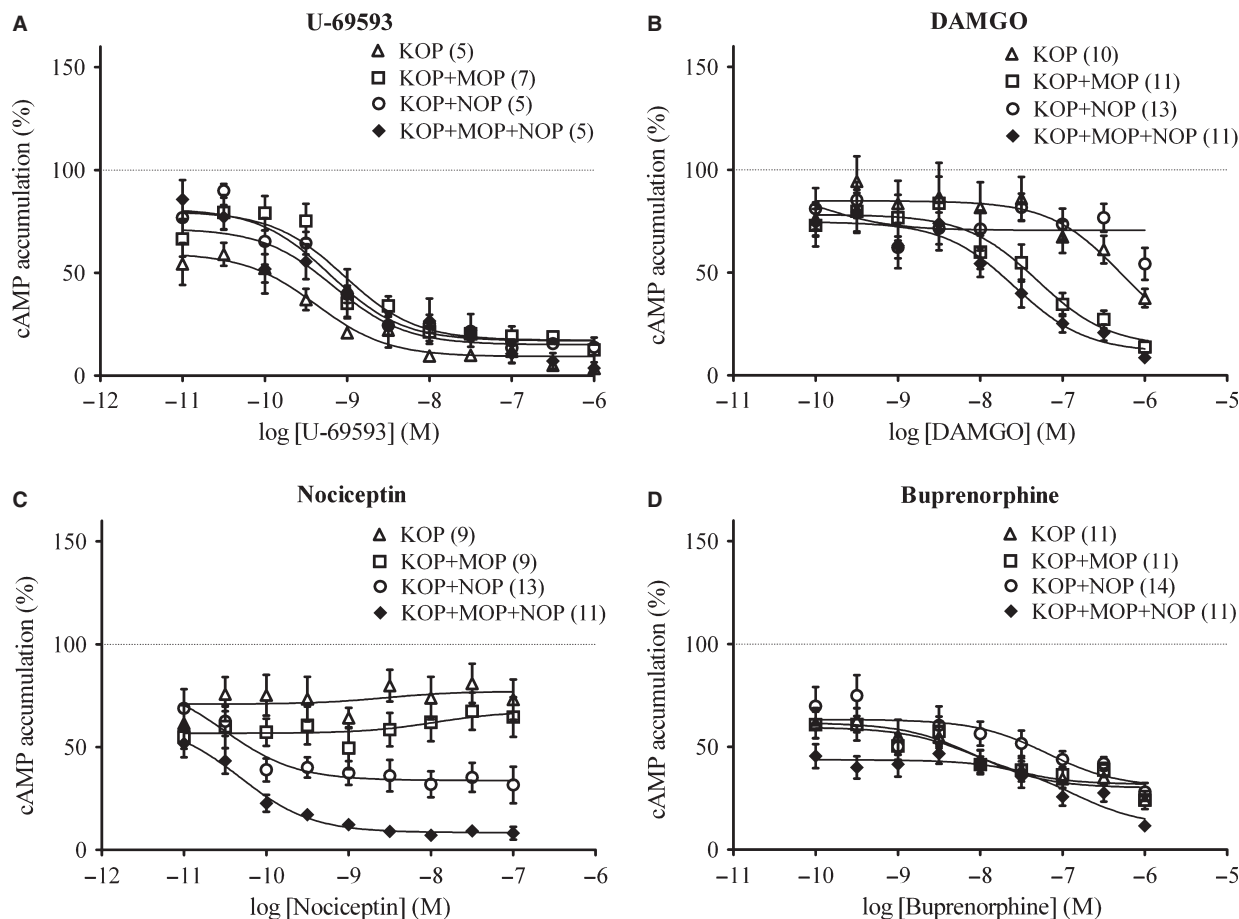 A
U-69593
KOP (5)
KOP+MOP (7)
KOP+NOP (5)
KOP+MOP+NOP (5)
cAMP accumulation (%)
150
100
50
0
−12 −11 −10 −9 −8 −7 −6
log [U-69593] (M)
B
DAMGO
KOP (10)
KOP+MOP (11)
KOP+NOP (13)
KOP+MOP+NOP (11)
cAMP accumulation (%)
150
100
50
0
−11 −10 −9 −8 −7 −6 −5
log [DAMGO] (M)
C
Nociceptin
KOP (9)
KOP+MOP (9)
KOP+NOP (13)
KOP+MOP+NOP (11)
cAMP accumulation (%)
150
100
50
0
−12 −11 −10 −9 −8 −7 −6
log [Nociceptin] (M)
D
Buprenorphine
KOP (11)
KOP+MOP (11)
KOP+NOP (14)
KOP+MOP+NOP (11)
cAMP accumulation (%)
150
100
50
0
−11 −10 −9 −8 −7 −6 −5
log [Buprenorphine] (M)